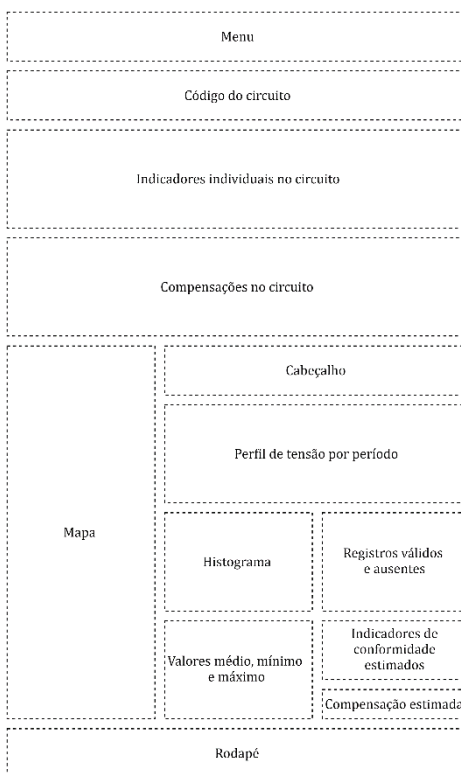 Menu
Código do circuito
Indicadores individuais no circuito
Compensações no circuito
Mapa
Cabeçalho
Perfil de tensão por período
Histograma
Registros válidos
e ausentes
Valores médio, mínimo
e máximo
Indicadores de
conformidade
estimados
Compensação estimada
Rodapé